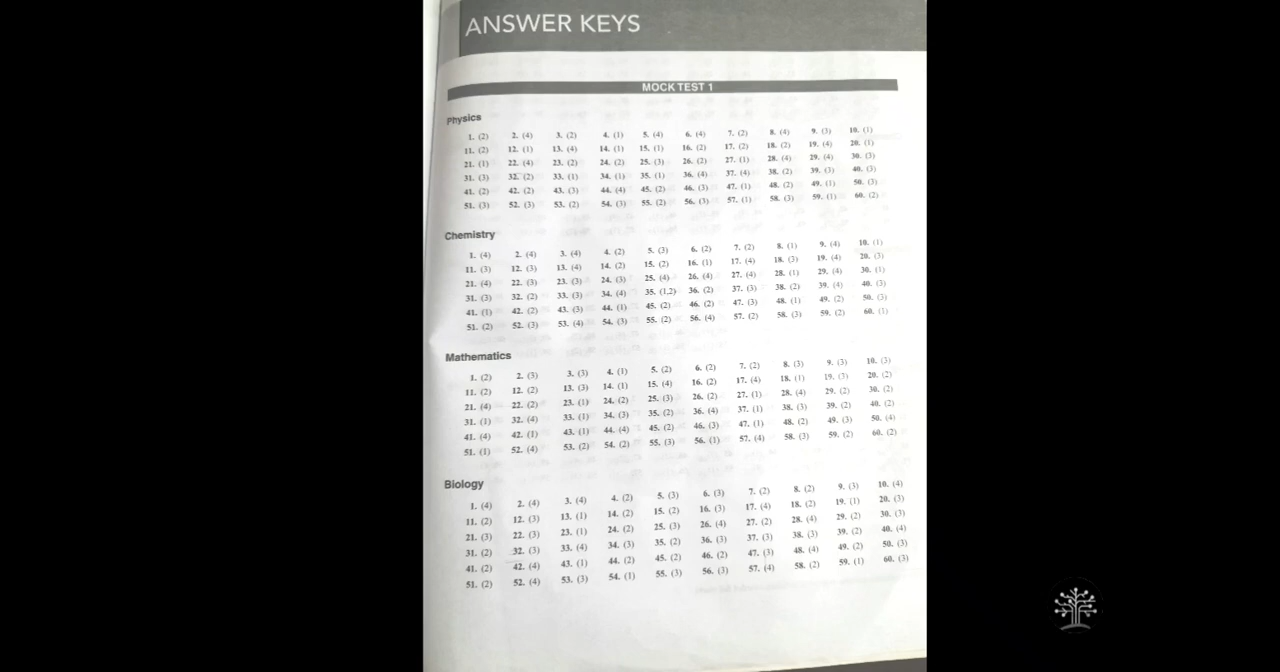 ANSWER KEYS
MOCK TEST 1
Physics
1. (2) 2. (4) 3. (2) 4. (1) 5. (4) 6. (4) 7. (2) 8. (4) 9. (3) 10. (1)
11. (2) 12. (1) 13. (4) 14. (1) 15. (1) 16. (2) 17. (2) 18. (2) 19. (4) 20. (1)
21. (1) 22. (4) 23. (2) 24. (2) 25. (3) 26. (2) 27. (1) 28. (4) 29. (4) 30. (3)
31. (3) 32. (2) 33. (1) 34. (1) 35. (1) 36. (4) 37. (4) 38. (2) 39. (3) 40. (3)
41. (2) 42. (2) 43. (3) 44. (4) 45. (2) 46. (3) 47. (1) 48. (2) 49. (1) 50. (3)
51. (3) 52. (3) 53. (2) 54. (3) 55. (2) 56. (3) 57. (1) 58. (3) 59. (1) 60. (2)
Chemistry
1. (4) 2. (4) 3. (4) 4. (2) 5. (3) 6. (2) 7. (2) 8. (1) 9. (4) 10. (1)
11. (3) 12. (3) 13. (4) 14. (2) 15. (2) 16. (1) 17. (4) 18. (3) 19. (4) 20. (3)
21. (4) 22. (3) 23. (3) 24. (3) 25. (4) 26. (4) 27. (4) 28. (1) 29. (4) 30. (1)
31. (3) 32. (2) 33. (3) 34. (4) 35. (1,2) 36. (2) 37. (3) 38. (2) 39. (4) 40. (3)
41. (1) 42. (2) 43. (3) 44. (1) 45. (2) 46. (2) 47. (3) 48. (1) 49. (2) 50. (3)
51. (2) 52. (3) 53. (4) 54. (3) 55. (2) 56. (4) 57. (2) 58. (3) 59. (2) 60. (1)
Mathematics
1. (2) 2. (3) 3. (3) 4. (1) 5. (2) 6. (2) 7. (2) 8. (3) 9. (3) 10. (3)
11. (2) 12. (2) 13. (3) 14. (1) 15. (4) 16. (2) 17. (4) 18. (1) 19. (3) 20. (2)
21. (4) 22. (2) 23. (1) 24. (2) 25. (3) 26. (2) 27. (1) 28. (4) 29. (2) 30. (2)
31. (1) 32. (4) 33. (1) 34. (3) 35. (2) 36. (4) 37. (1) 38. (3) 39. (2) 40. (2)
41. (4) 42. (1) 43. (1) 44. (4) 45. (2) 46. (3) 47. (1) 48. (2) 49. (3) 50. (4)
51. (1) 52. (4) 53. (2) 54. (2) 55. (3) 56. (1) 57. (4) 58. (3) 59. (2) 60. (2)
Biology
1. (4) 2. (4) 3. (4) 4. (2) 5. (3) 6. (3) 7. (2) 8. (2) 9. (3) 10. (4)
11. (2) 12. (3) 13. (1) 14. (2) 15. (2) 16. (3) 17. (4) 18. (2) 19. (1) 20. (3)
21. (3) 22. (3) 23. (1) 24. (2) 25. (3) 26. (4) 27. (2) 28. (4) 29. (2) 30. (3)
31. (2) 32. (3) 33. (4) 34. (3) 35. (2) 36. (3) 37. (3) 38. (3) 39. (2) 40. (4)
41. (2) 42. (4) 43. (1) 44. (2) 45. (2) 46. (2) 47. (3) 48. (4) 49. (2) 50. (3)
51. (2) 52. (4) 53. (3) 54. (1) 55. (3) 56. (3) 57. (4) 58. (2) 59. (1) 60. (3)